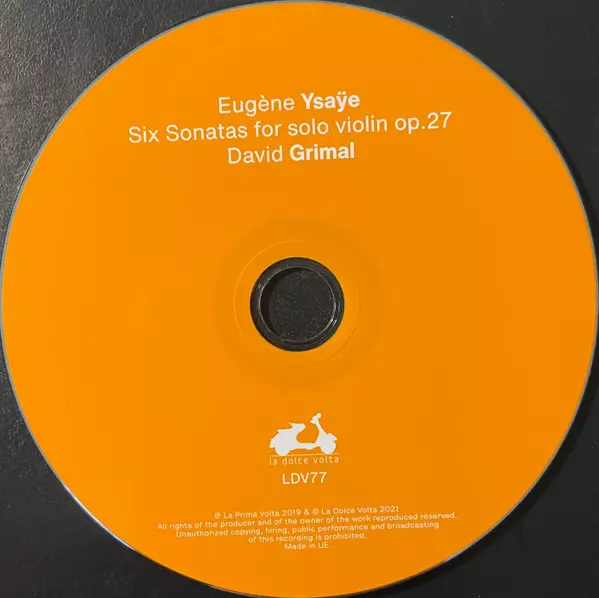 Eugène Ysaÿe
Six Sonatas for solo violin op.27
David Grimal
la dolce volta
LDV77
℗ La Prima Volta 2019 & © La Dolce Volta 2021
All rights of the producer and of the owner of the work reproduced reserved.
Unauthorized copying, hiring, public performance and broadcasting
of this recording is prohibited.
Made in UE.